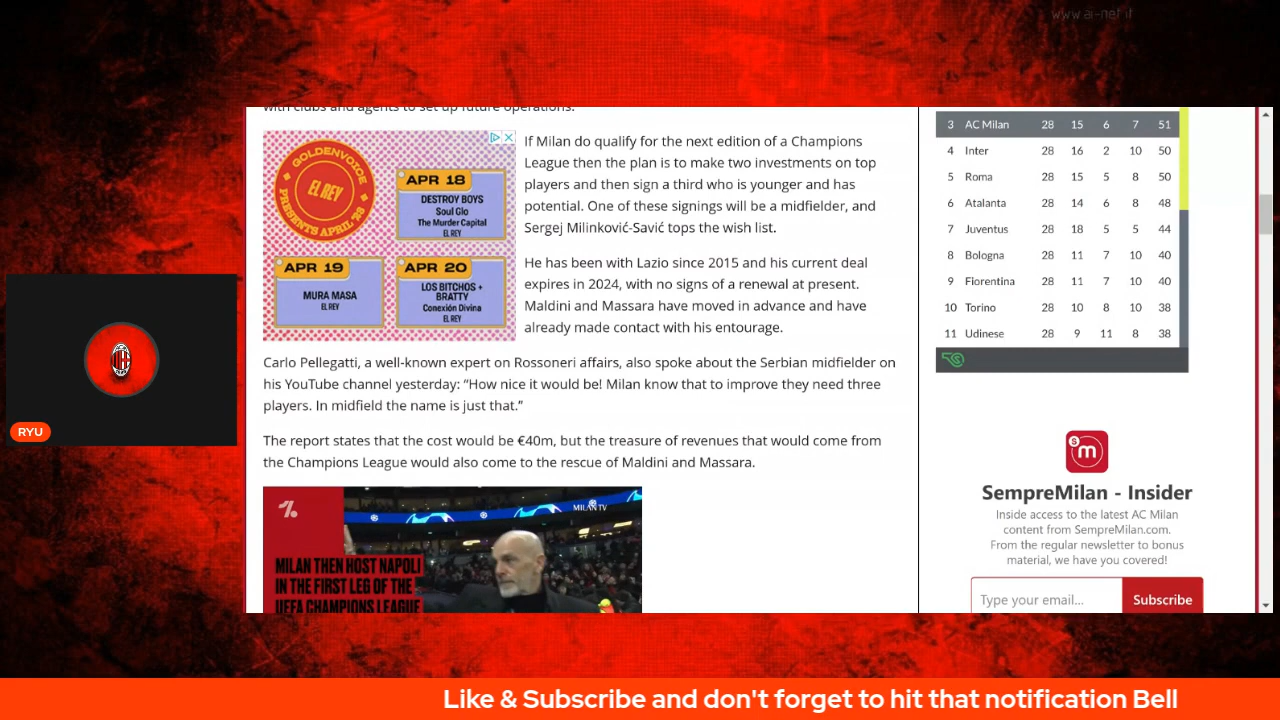 www.ai-net.it
with clubs and agents to set up future operations.
GOLDENVOICE
EL REY
PRESENTS APRIL '23
APR 18
DESTROY BOYS
Soul Glo
The Murder Capital
EL REY
APR 19
MURA MASA
EL REY
APR 20
LOS BITCHOS +
BRATTY
Conexión Divina
EL REY
If Milan do qualify for the next edition of a Champions
League then the plan is to make two investments on top
players and then sign a third who is younger and has
potential. One of these signings will be a midfielder, and
Sergej Milinković-Savić tops the wish list.
He has been with Lazio since 2015 and his current deal
expires in 2024, with no signs of a renewal at present.
Maldini and Massara have moved in advance and have
already made contact with his entourage.
Carlo Pellegatti, a well-known expert on Rossoneri affairs, also spoke about the Serbian midfielder on
his YouTube channel yesterday: “How nice it would be! Milan know that to improve they need three
players. In midfield the name is just that.”
The report states that the cost would be €40m, but the treasure of revenues that would come from
the Champions League would also come to the rescue of Maldini and Massara.
MILAN TV
MILAN THEN HOST NAPOLI
IN THE FIRST LEG OF THE
UEFA CHAMPIONS LEAGUE
3 AC Milan 28 15 6 7 51
4 Inter 28 16 2 10 50
5 Roma 28 15 5 8 50
6 Atalanta 28 14 6 8 48
7 Juventus 28 18 5 5 44
8 Bologna 28 11 7 10 40
9 Fiorentina 28 11 7 10 40
10 Torino 28 10 8 10 38
11 Udinese 28 9 11 8 38
S m
SempreMilan - Insider
Inside access to the latest AC Milan
content from SempreMilan.com.
From the regular newsletter to bonus
material, we have you covered!
Type your email...
Subscribe
RYU
Like & Subscribe and don't forget to hit that notification Bell